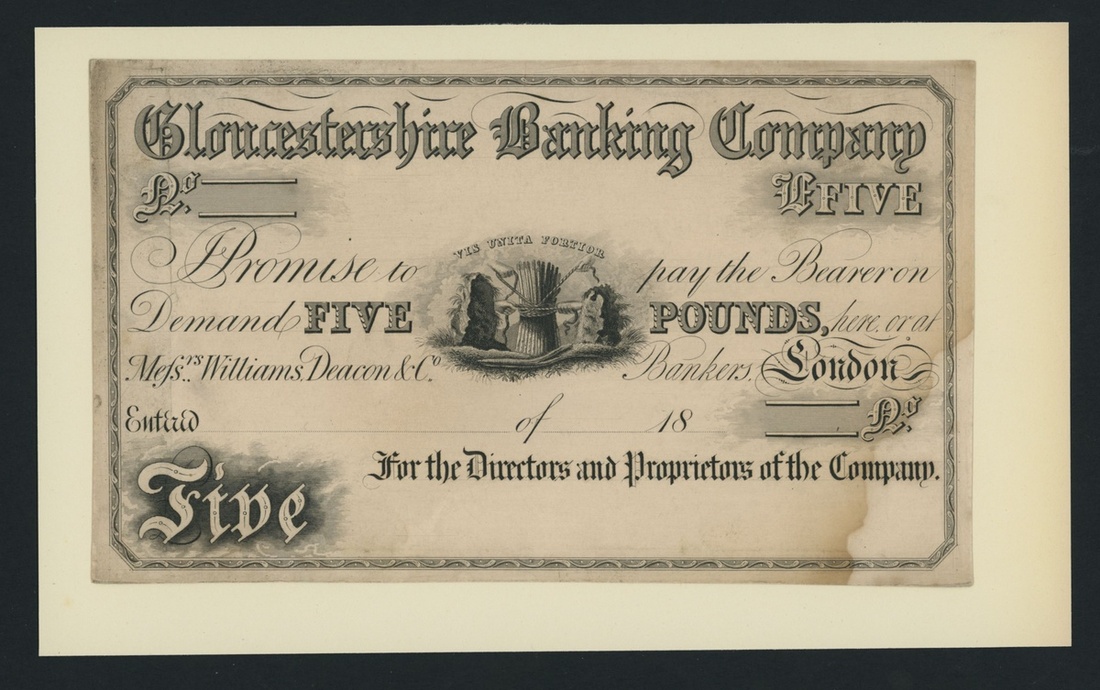 Gloucestershire Banking Company
No. £FIVE
VIS UNITA FORTIOR
I Promise to pay the Bearer on
Demand FIVE POUNDS, here, or at
Messrs. Williams, Deacon & Co. Bankers, London
Entered of 18 No.
Five For the Directors and Proprietors of the Company.